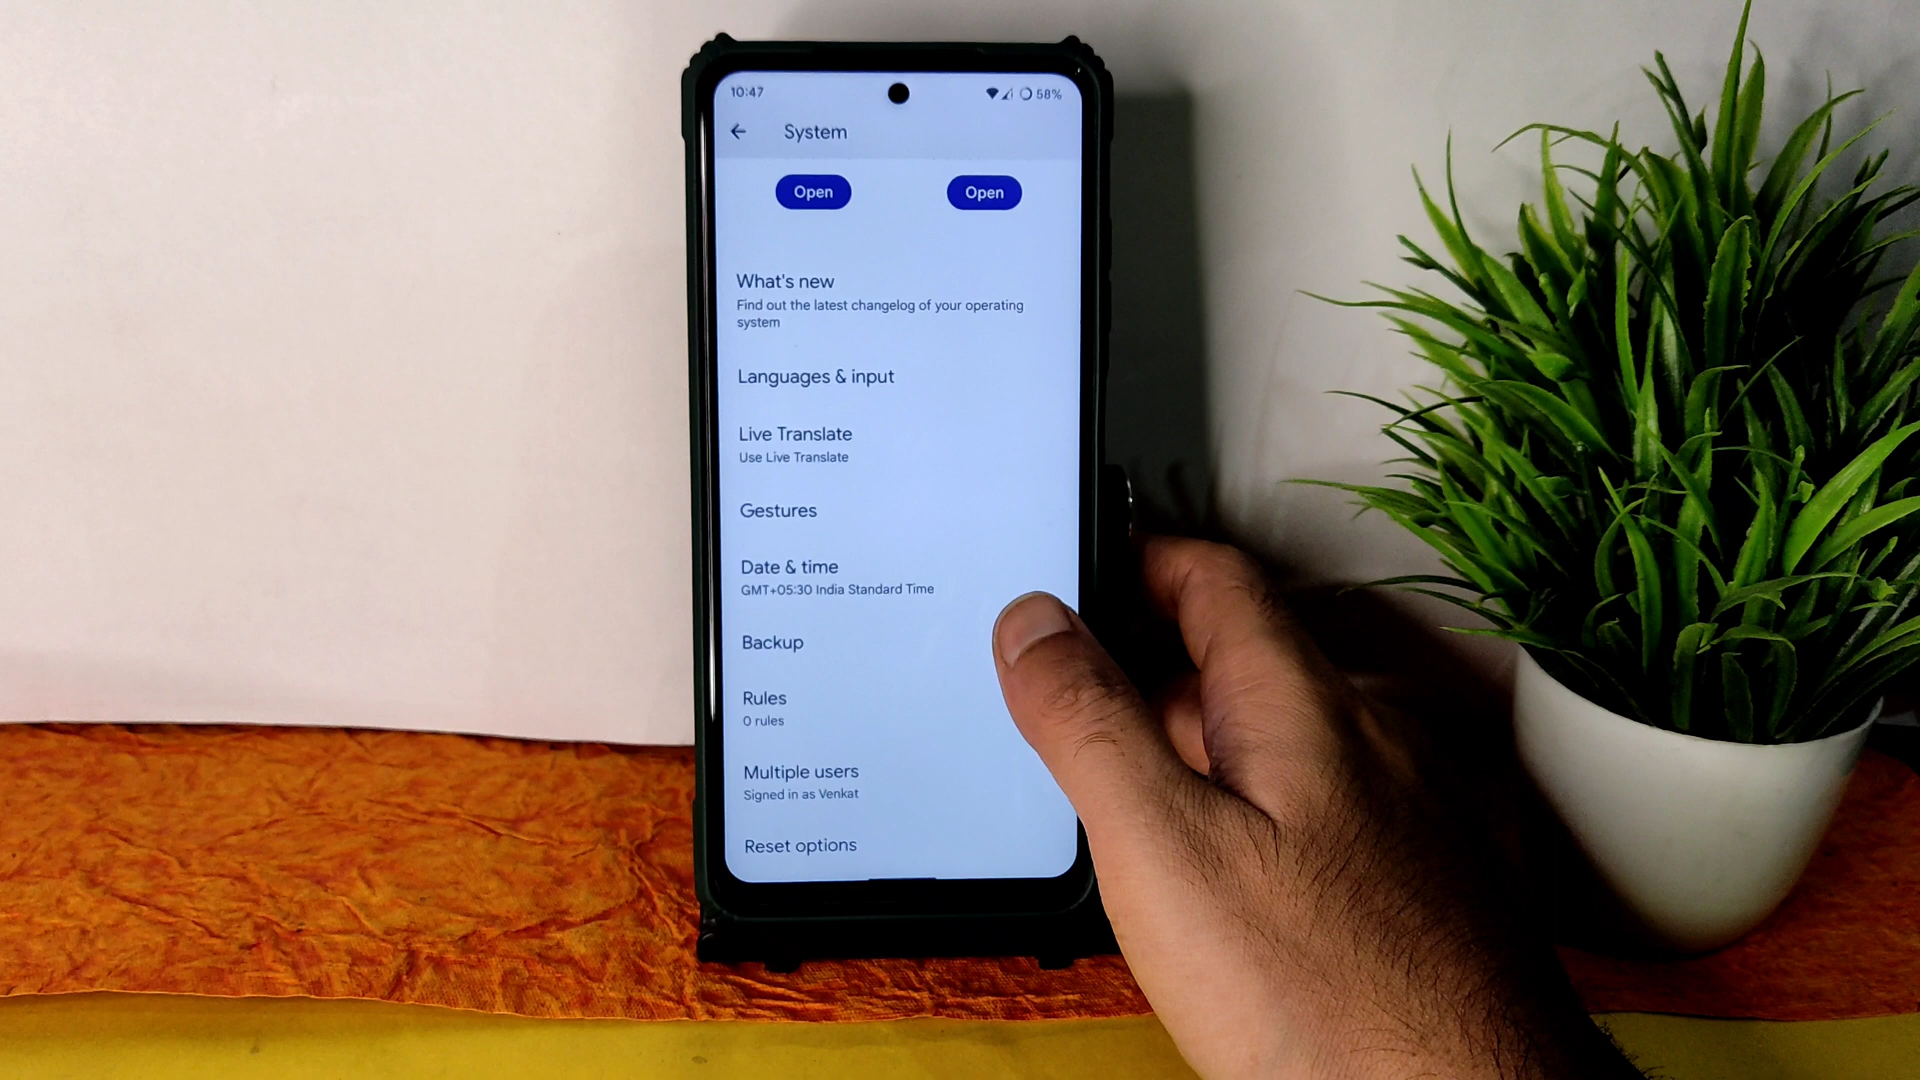 10:47
58%
System
Open
Open
What's new
Find out the latest changelog of your operating
system
Languages & input
Live Translate
Use Live Translate
Gestures
Date & time
GMT+05:30 India Standard Time
Backup
Rules
0 rules
Multiple users
Signed in as Venkat
Reset options